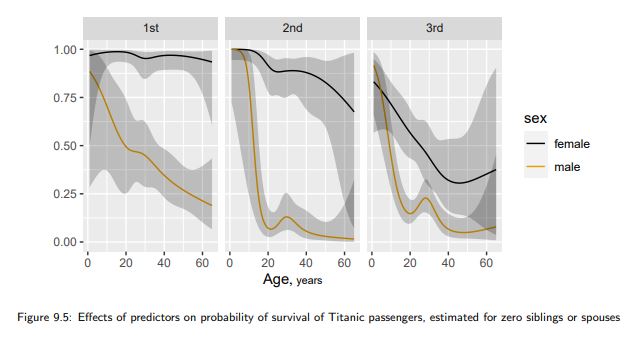 1st 2nd 3rd
1.00
0.75
0.50
0.25
0.00
sex
female
male
0 20 40 60 0 20 40 60 0 20 40 60
Age, years
Figure 9.5: Effects of predictors on probability of survival of Titanic passengers, estimated for zero siblings or spouses